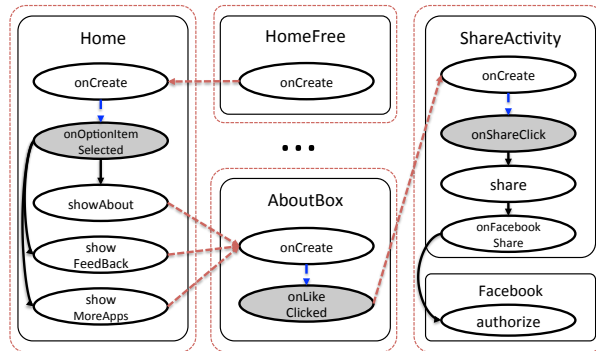 Home
onCreate
onOptionItem
Selected
showAbout
show
FeedBack
show
MoreApps
HomeFree
onCreate
...
AboutBox
onCreate
onLike
Clicked
ShareActivity
onCreate
onShareClick
share
onFacebook
Share
Facebook
authorize